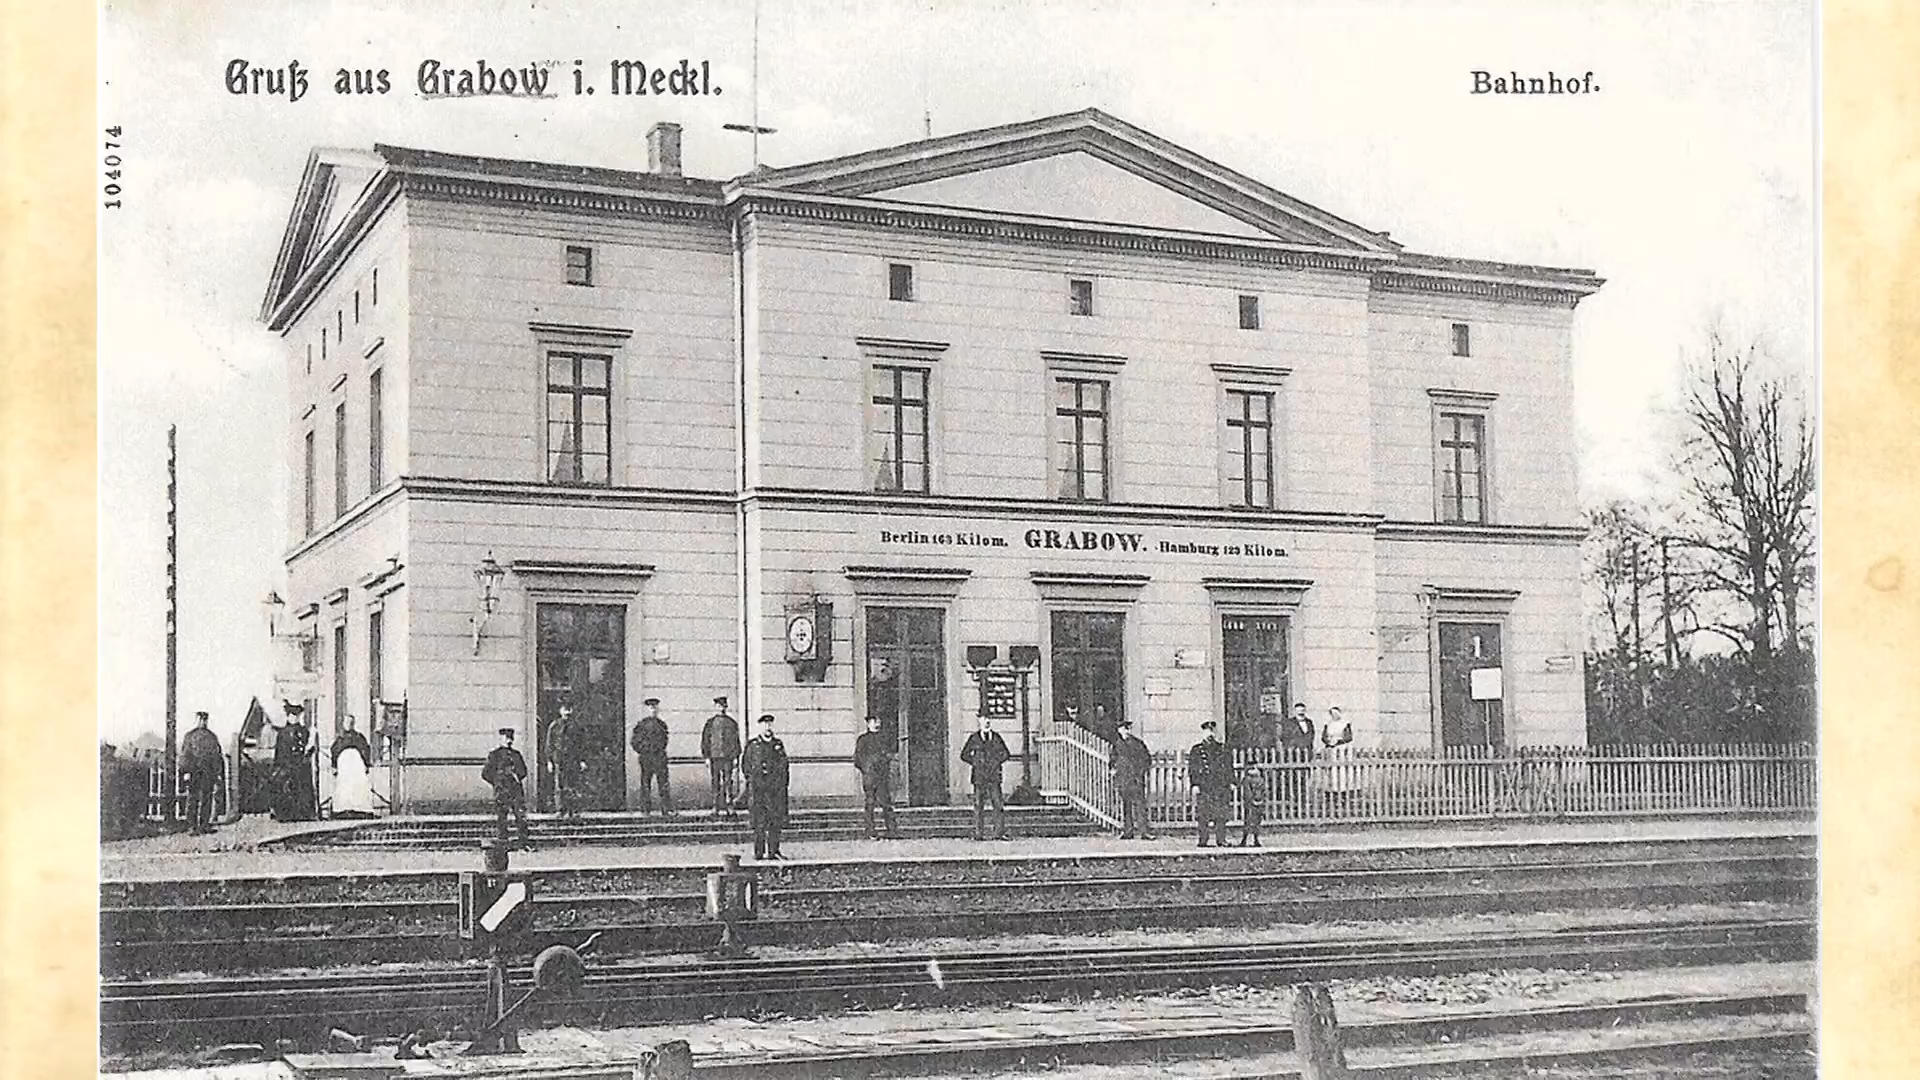 Gruß aus Grabow i. Meckl.
Bahnhof.
104074
Berlin 163 Kilom. GRABOW. Hamburg 123 Kilom.